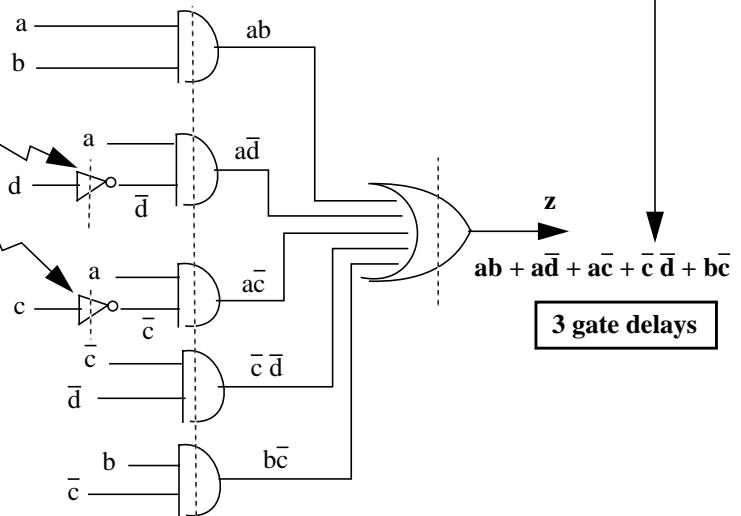 a
ab
b
a
ad̅
d
d̅
z
ab + ad̅ + ac̅ + c̅ d̅ + bc̅
a
ac̅
c
c̅
3 gate delays
c̅
c̅ d̅
d̅
b
bc̅
c̅